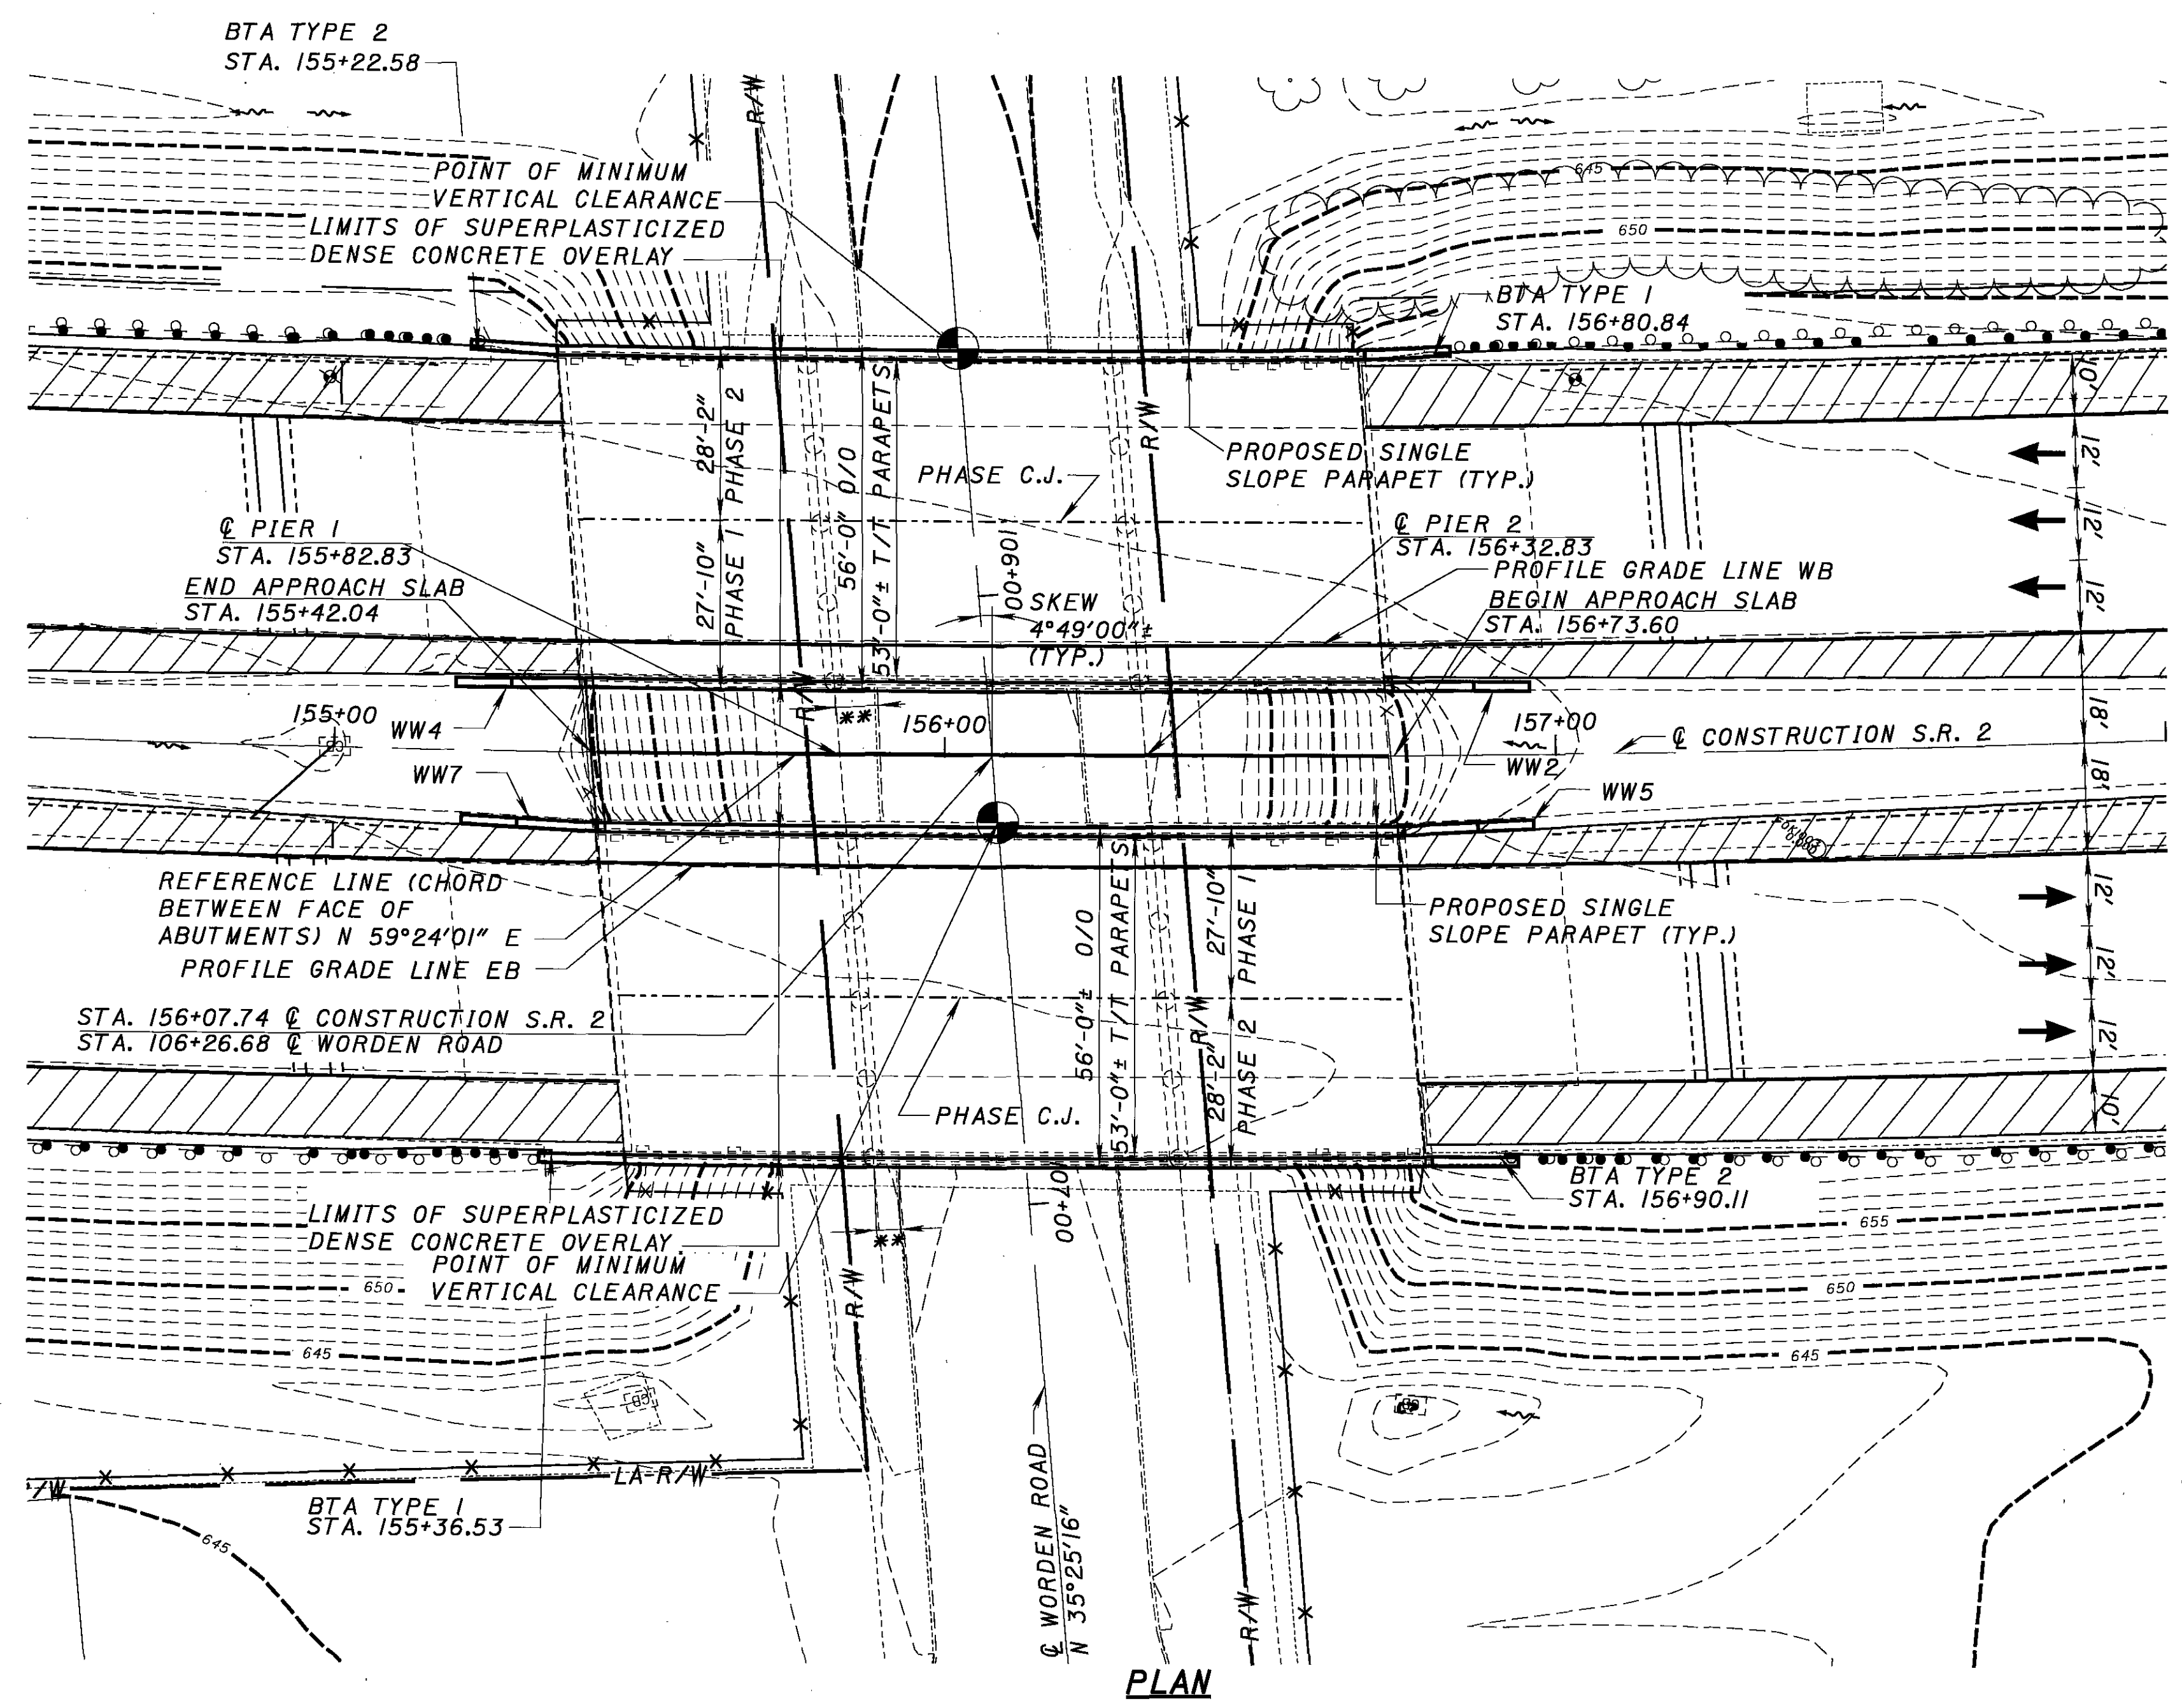 BTA TYPE 2
STA. 155+22.58
R/W
POINT OF MINIMUM
VERTICAL CLEARANCE
LIMITS OF SUPERPLASTICIZED
DENSE CONCRETE OVERLAY
645
650
BTA TYPE 1
STA. 156+80.84
10'
28'-2"
PHASE 2
56'-0" O/O
53'-0"± T/T PARAPETS
R/W
PHASE C.J.
PROPOSED SINGLE
SLOPE PARAPET (TYP.)
12'
℄ PIER 1
STA. 155+82.83
℄ PIER 2
STA. 156+32.83
12'
27'-10"
PHASE 1
106+00
END APPROACH SLAB
STA. 155+42.04
SKEW
4°49'00"±
(TYP.)
PROFILE GRADE LINE WB
BEGIN APPROACH SLAB
STA. 156+73.60
12'
R/W
155+00
WW4
**
156+00
157+00
WW2
℄ CONSTRUCTION S.R. 2
18'
18'
WW7
WW5
REFERENCE LINE (CHORD
BETWEEN FACE OF
ABUTMENTS) N 59°24'01" E
PROFILE GRADE LINE EB
56'-0"± O/O
53'-0"± T/T PARAPETS
27'-10"
PHASE 1
PROPOSED SINGLE
SLOPE PARAPET (TYP.)
12'
12'
12'
STA. 156+07.74 ℄ CONSTRUCTION S.R. 2
STA. 106+26.68 ℄ WORDEN ROAD
R/W
28'-2"
PHASE 2
PHASE C.J.
10'
BTA TYPE 2
STA. 156+90.11
107+00
LIMITS OF SUPERPLASTICIZED
DENSE CONCRETE OVERLAY
**
POINT OF MINIMUM
VERTICAL CLEARANCE
R/W
650
655
650
645
645
LA-R/W
/W
BTA TYPE 1
STA. 155+36.53
645
℄ WORDEN ROAD
N 35°25'16"
R/W
PLAN